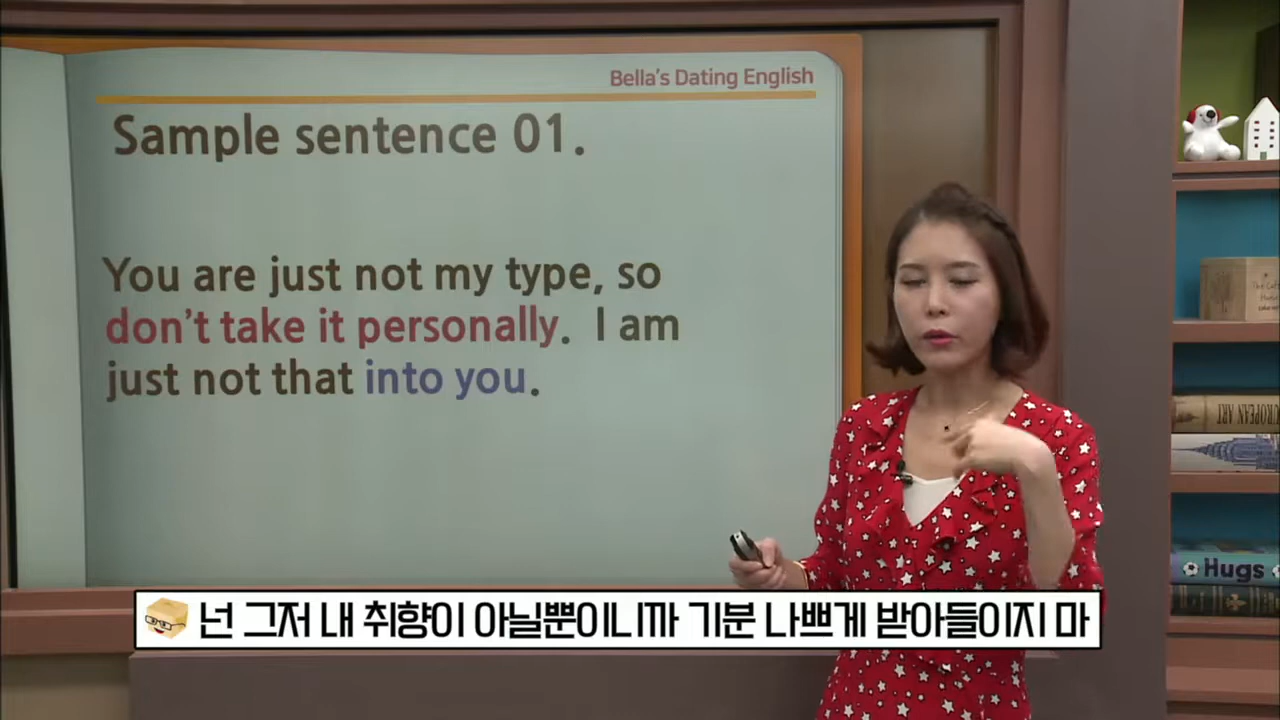 Bella's Dating English
Sample sentence 01.
You are just not my type, so
don't take it personally. I am
just not that into you.
EUROPEAN ART
Hugs
넌 그저 내 취향이 아닐뿐이니까 기분 나쁘게 받아들이지 마